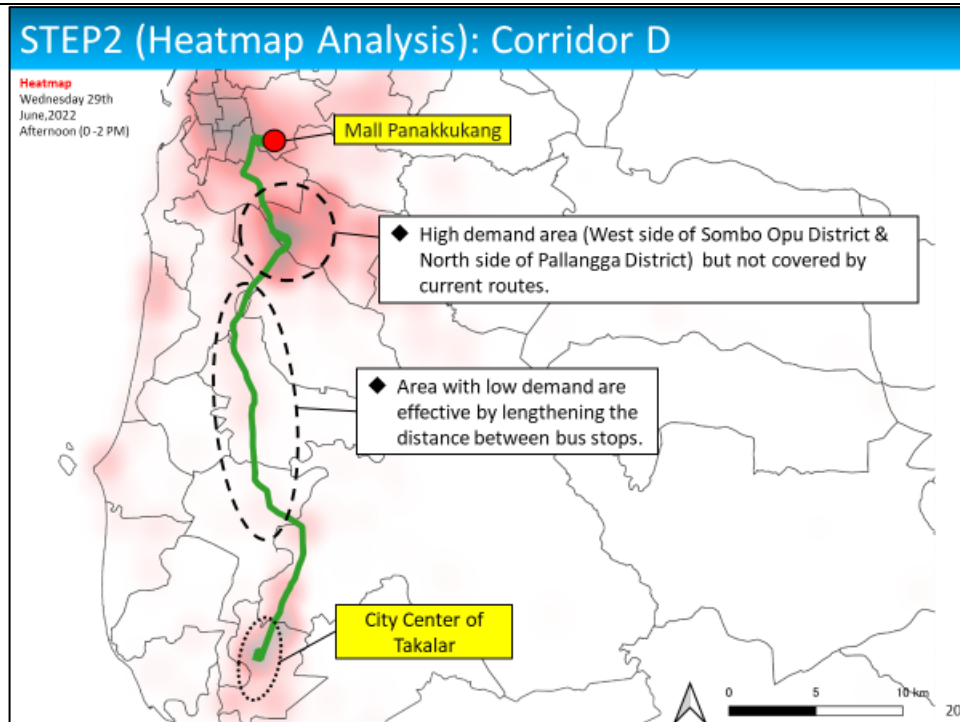 STEP2 (Heatmap Analysis): Corridor D
Heatmap
Wednesday 29th
June,2022
Afternoon (0 -2 PM)
Mall Panakkukang
◆ High demand area (West side of Sombo Opu District &
North side of Pallangga District) but not covered by
current routes.
◆ Area with low demand are
effective by lengthening the
distance between bus stops.
City Center of
Takalar
0 5 10 km
20